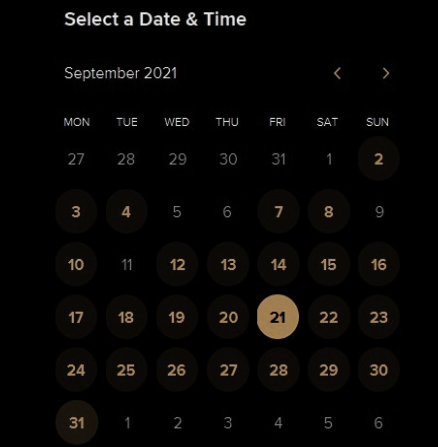 Select a Date & Time
September 2021
MON TUE WED THU FRI SAT SUN
27 28 29 30 31 1 2
3 4 5 6 7 8 9
10 11 12 13 14 15 16
17 18 19 20 21 22 23
24 25 26 27 28 29 30
31 1 2 3 4 5 6